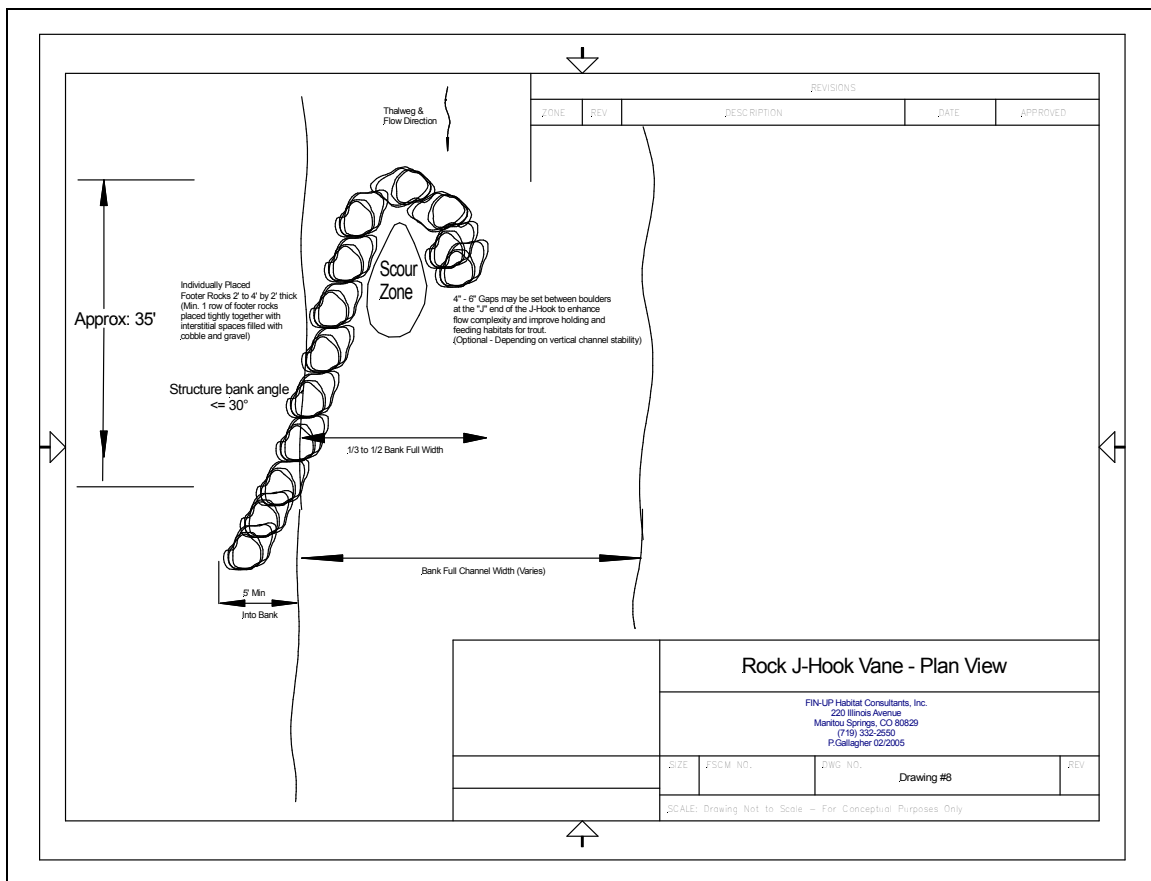 REVISIONS
ZONE REV DESCRIPTION DATE APPROVED
Thalweg &
Flow Direction
Scour
Zone
Individually Placed
Footer Rocks 2' to 4' by 2' thick
(Min. 1 row of footer rocks
placed tightly together with
interstitial spaces filled with
cobble and gravel)
Approx: 35'
4" - 6" Gaps may be set between boulders
at the "J" end of the J-Hook to enhance
flow complexity and improve holding and
feeding habitats for trout.
(Optional - Depending on vertical channel stability)
Structure bank angle
<= 30°
1/3 to 1/2 Bank Full Width
Bank Full Channel Width (Varies)
5' Min
Into Bank
Rock J-Hook Vane - Plan View
FIN-UP Habitat Consultants, Inc.
220 Illinois Avenue
Manitou Springs, CO 80829
(719) 332-2550
P.Gallagher 02/2005
SIZE FSCM NO. DWG NO. REV
Drawing #8
SCALE: Drawing Not to Scale - For Conceptual Purposes Only